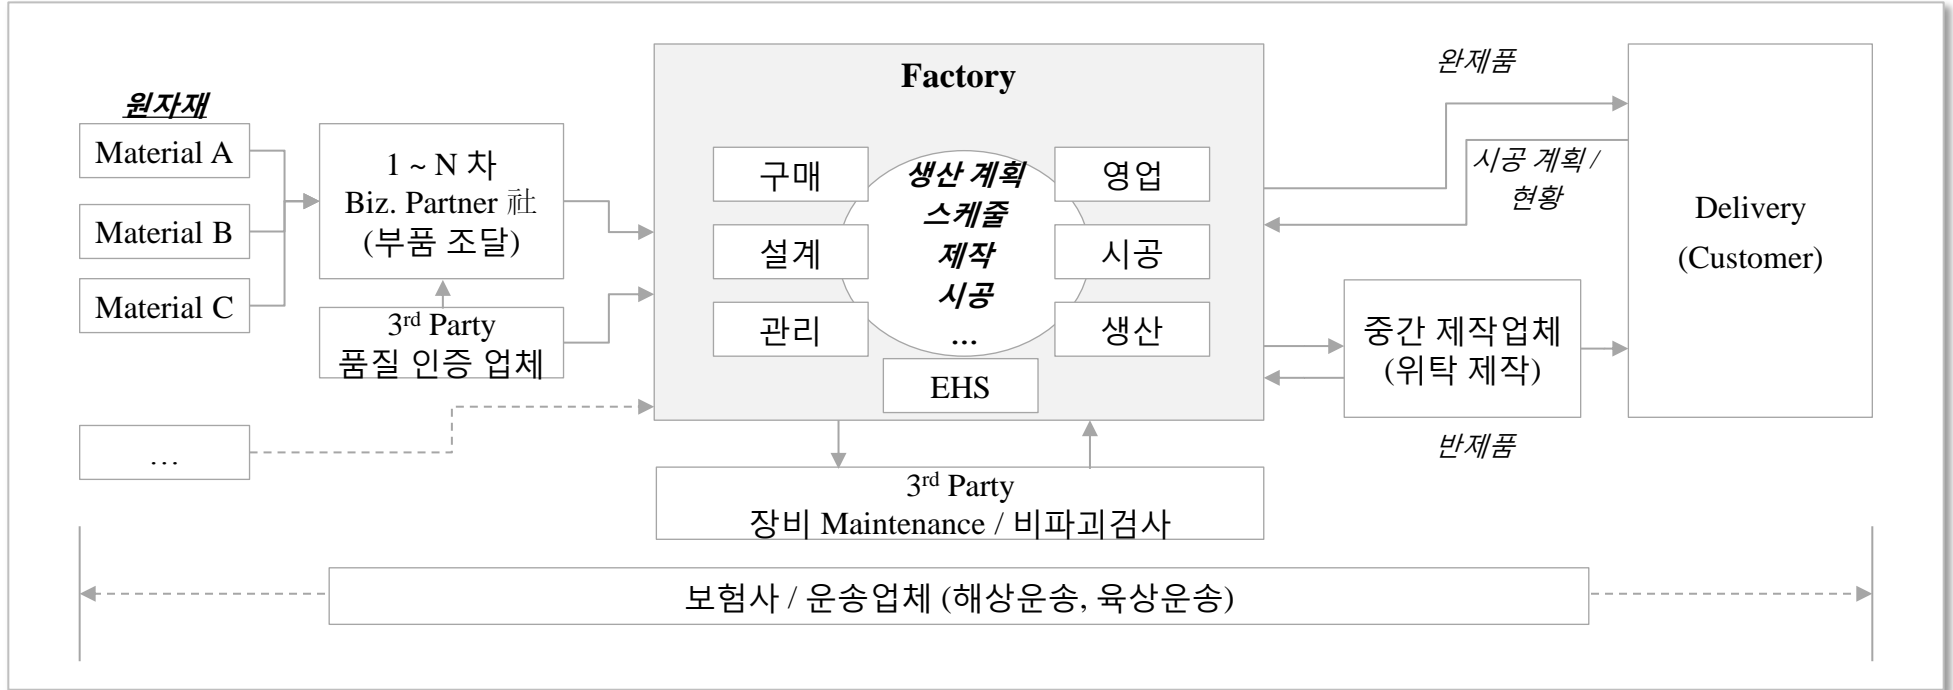 원자재
Material A
Material B
Material C
…
1 ~ N 차
Biz. Partner 社
(부품 조달)
3rd Party
품질 인증 업체
Factory
구매
설계
관리
생산 계획
스케줄
제작
시공
...
영업
시공
생산
EHS
3rd Party
장비 Maintenance / 비파괴검사
완제품
시공 계획 /
현황
중간 제작업체
(위탁 제작)
반제품
Delivery
(Customer)
보험사 / 운송업체 (해상운송, 육상운송)